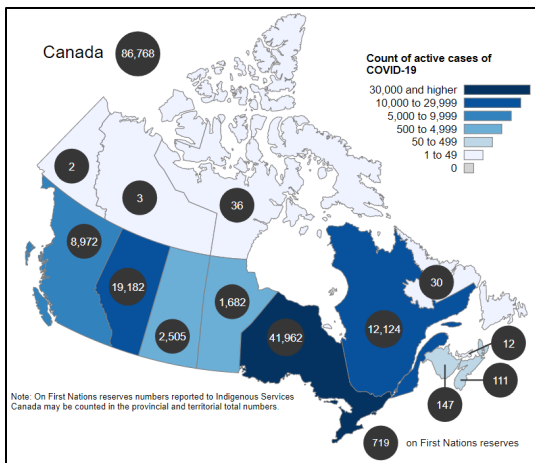 Canada
86,768
Count of active cases of
COVID-19
30,000 and higher
10,000 to 29,999
5,000 to 9,999
500 to 4,999
50 to 499
1 to 49
0
2
3
36
8,972
19,182
2,505
1,682
41,962
12,124
30
12
111
147
Note: On First Nations reserves numbers reported to Indigenous Services
Canada may be counted in the provincial and territorial total numbers.
719
on First Nations reserves